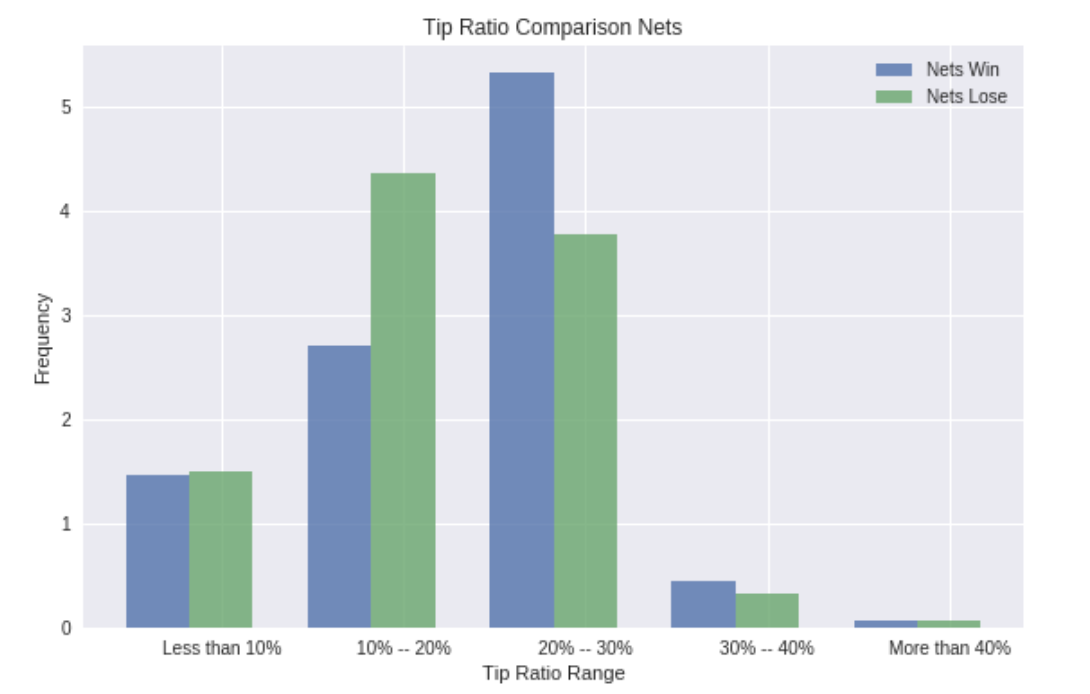 Tip Ratio Comparison Nets
Nets Win
Nets Lose
Frequency
5
4
3
2
1
0
Less than 10% 10% -- 20% 20% -- 30% 30% -- 40% More than 40%
Tip Ratio Range